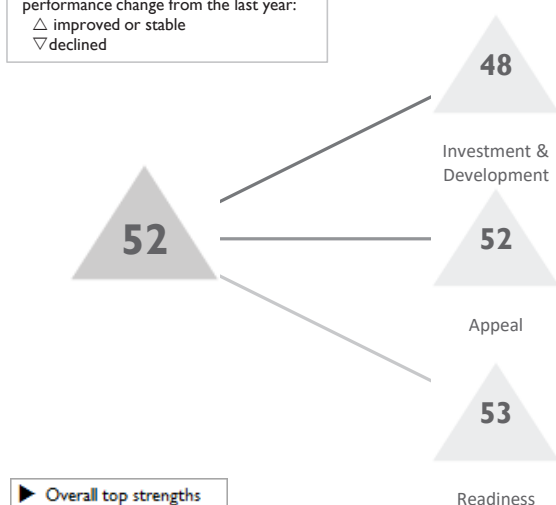 performance change from the last year:
△ improved or stable
▽ declined
48
Investment &
Development
52
52
Appeal
53
Readiness
▶ Overall top strengths